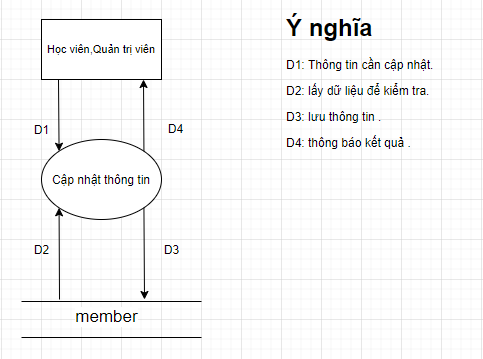 Học viên,Quản trị viên
D1
D4
Cập nhật thông tin
D2
D3
member
Ý nghĩa
D1: Thông tin cần cập nhật.
D2: lấy dữ liệu để kiểm tra.
D3: lưu thông tin .
D4: thông báo kết quả .